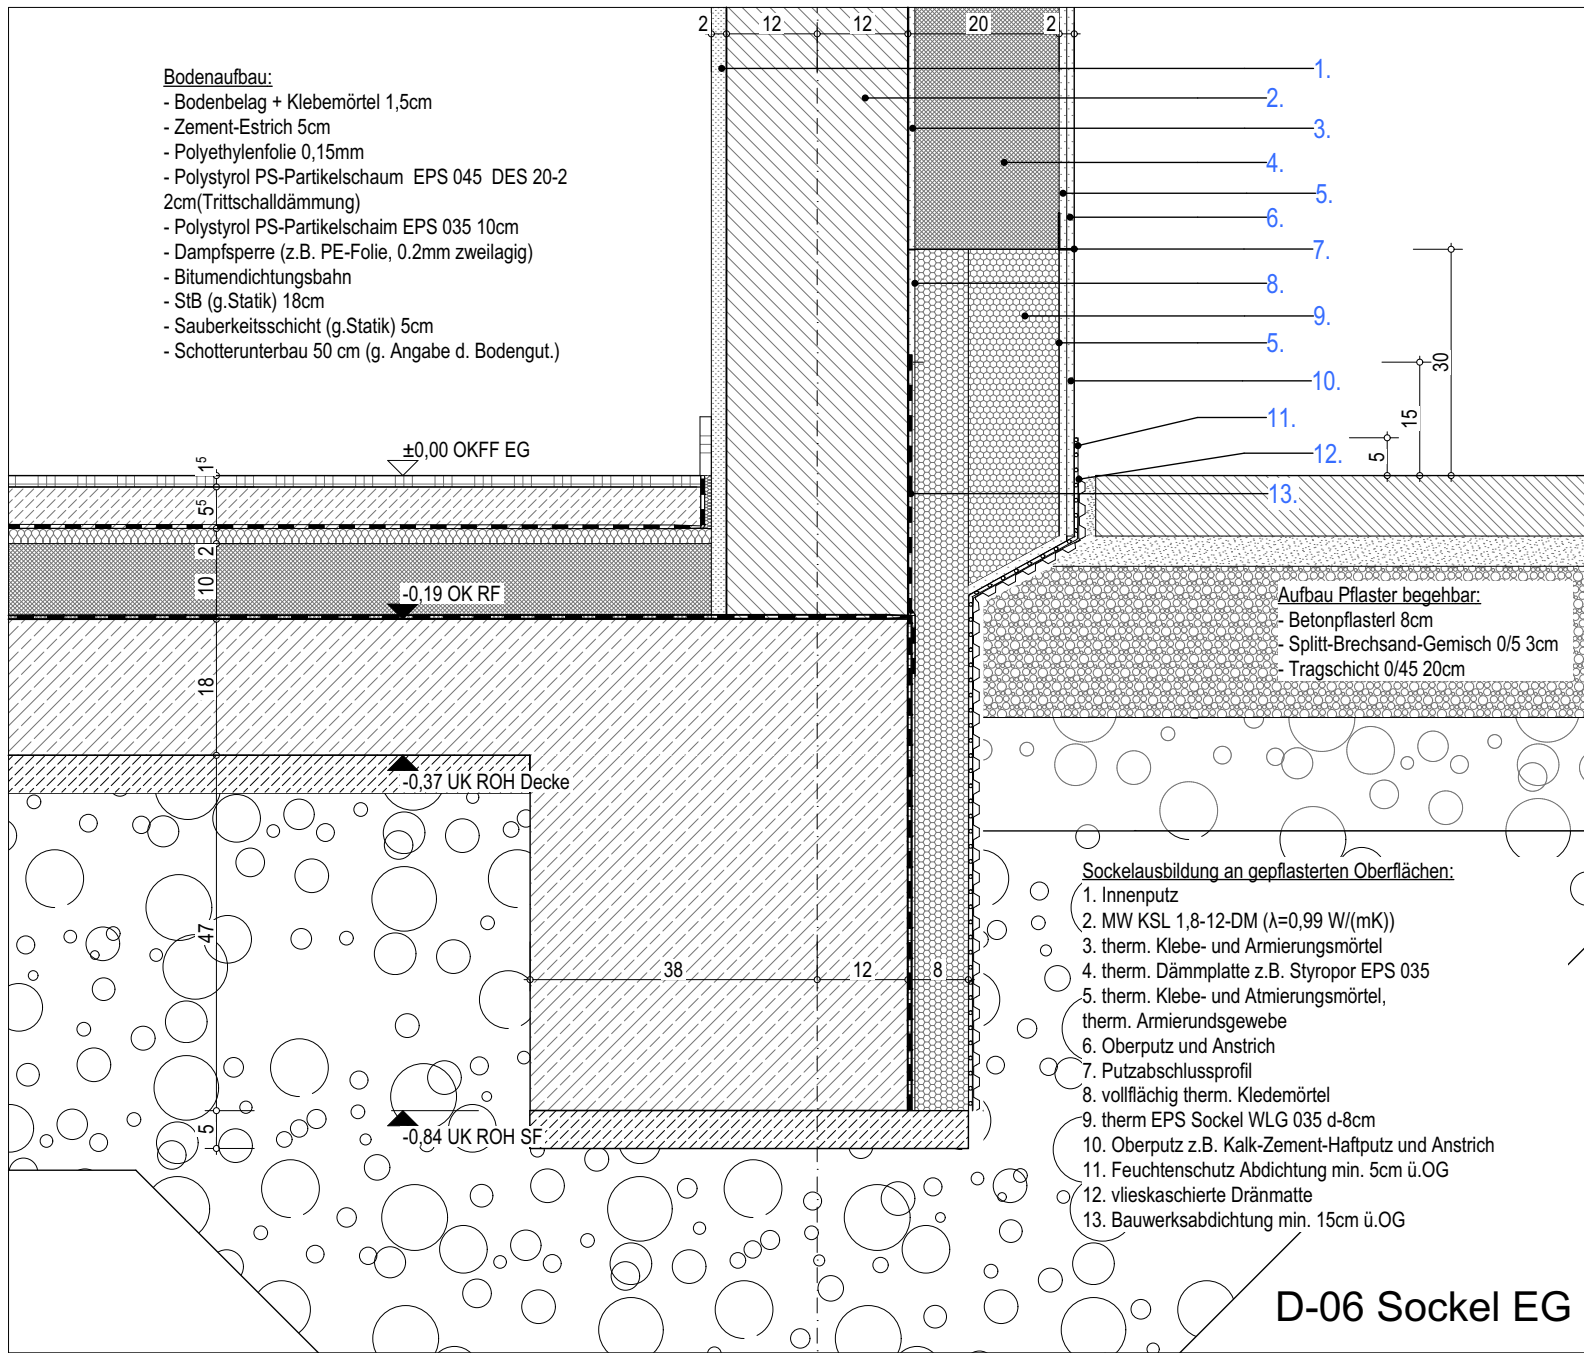 2 12 12 20 2
Bodenaufbau:
- Bodenbelag + Klebemörtel 1,5cm
- Zement-Estrich 5cm
- Polyethylenfolie 0,15mm
- Polystyrol PS-Partikelschaum EPS 045 DES 20-2
2cm(Trittschalldämmung)
- Polystyrol PS-Partikelschaim EPS 035 10cm
- Dampfsperre (z.B. PE-Folie, 0.2mm zweilagig)
- Bitumendichtungsbahn
- StB (g.Statik) 18cm
- Sauberkeitsschicht (g.Statik) 5cm
- Schotterunterbau 50 cm (g. Angabe d. Bodengut.)
1.
2.
3.
4.
5.
6.
7.
8.
9.
5.
10.
11.
12.
13.
30
15
5
±0,00 OKFF EG
1⁵
5⁵
2
10
-0,19 OK RF
18
-0,37 UK ROH Decke
47
38 12 8
5
-0,84 UK ROH SF
Aufbau Pflaster begehbar:
- Betonpflasterl 8cm
- Splitt-Brechsand-Gemisch 0/5 3cm
- Tragschicht 0/45 20cm
Sockelausbildung an gepflasterten Oberflächen:
1. Innenputz
2. MW KSL 1,8-12-DM (λ=0,99 W/(mK))
3. therm. Klebe- und Armierungsmörtel
4. therm. Dämmplatte z.B. Styropor EPS 035
5. therm. Klebe- und Atmierungsmörtel,
therm. Armierundsgewebe
6. Oberputz und Anstrich
7. Putzabschlussprofil
8. vollflächig therm. Kledemörtel
9. therm EPS Sockel WLG 035 d-8cm
10. Oberputz z.B. Kalk-Zement-Haftputz und Anstrich
11. Feuchtenschutz Abdichtung min. 5cm ü.OG
12. vlieskaschierte Dränmatte
13. Bauwerksabdichtung min. 15cm ü.OG
D-06 Sockel EG